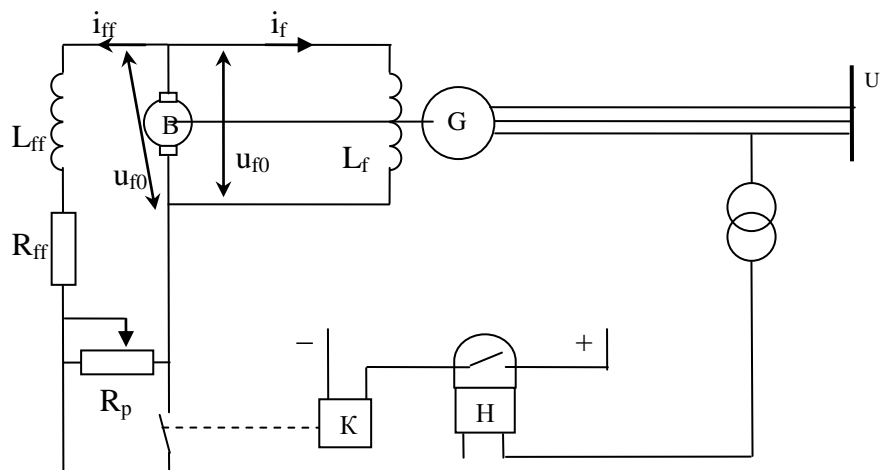 i_ff
i_f
U
В
G
L_ff
u_f0
u_f0
L_f
R_ff
−
+
R_p
К
Н